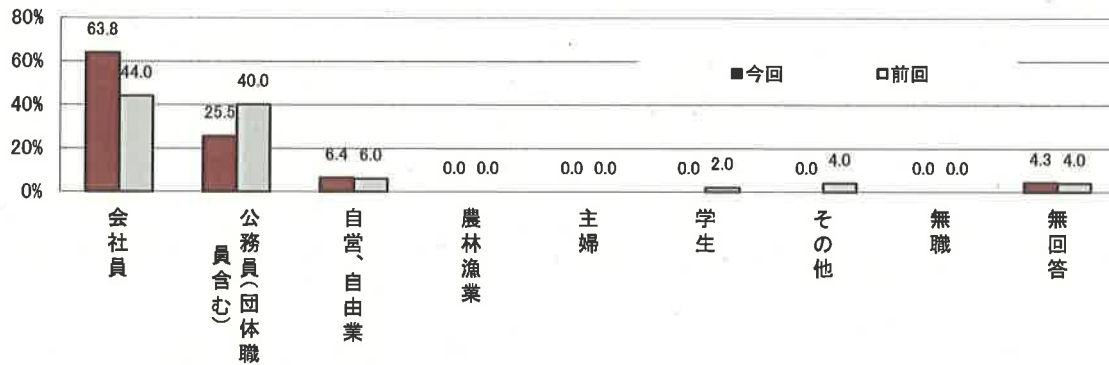 80%
60%
40%
20%
0%
63.8
44.0
25.5
40.0
6.4
6.0
0.0
0.0
0.0
0.0
0.0
2.0
0.0
4.0
0.0
0.0
4.3
4.0
■今回
□前回
会社員
公務員(団体職
員含む)
自営、自由業
農林漁業
主婦
学生
その他
無職
無回答